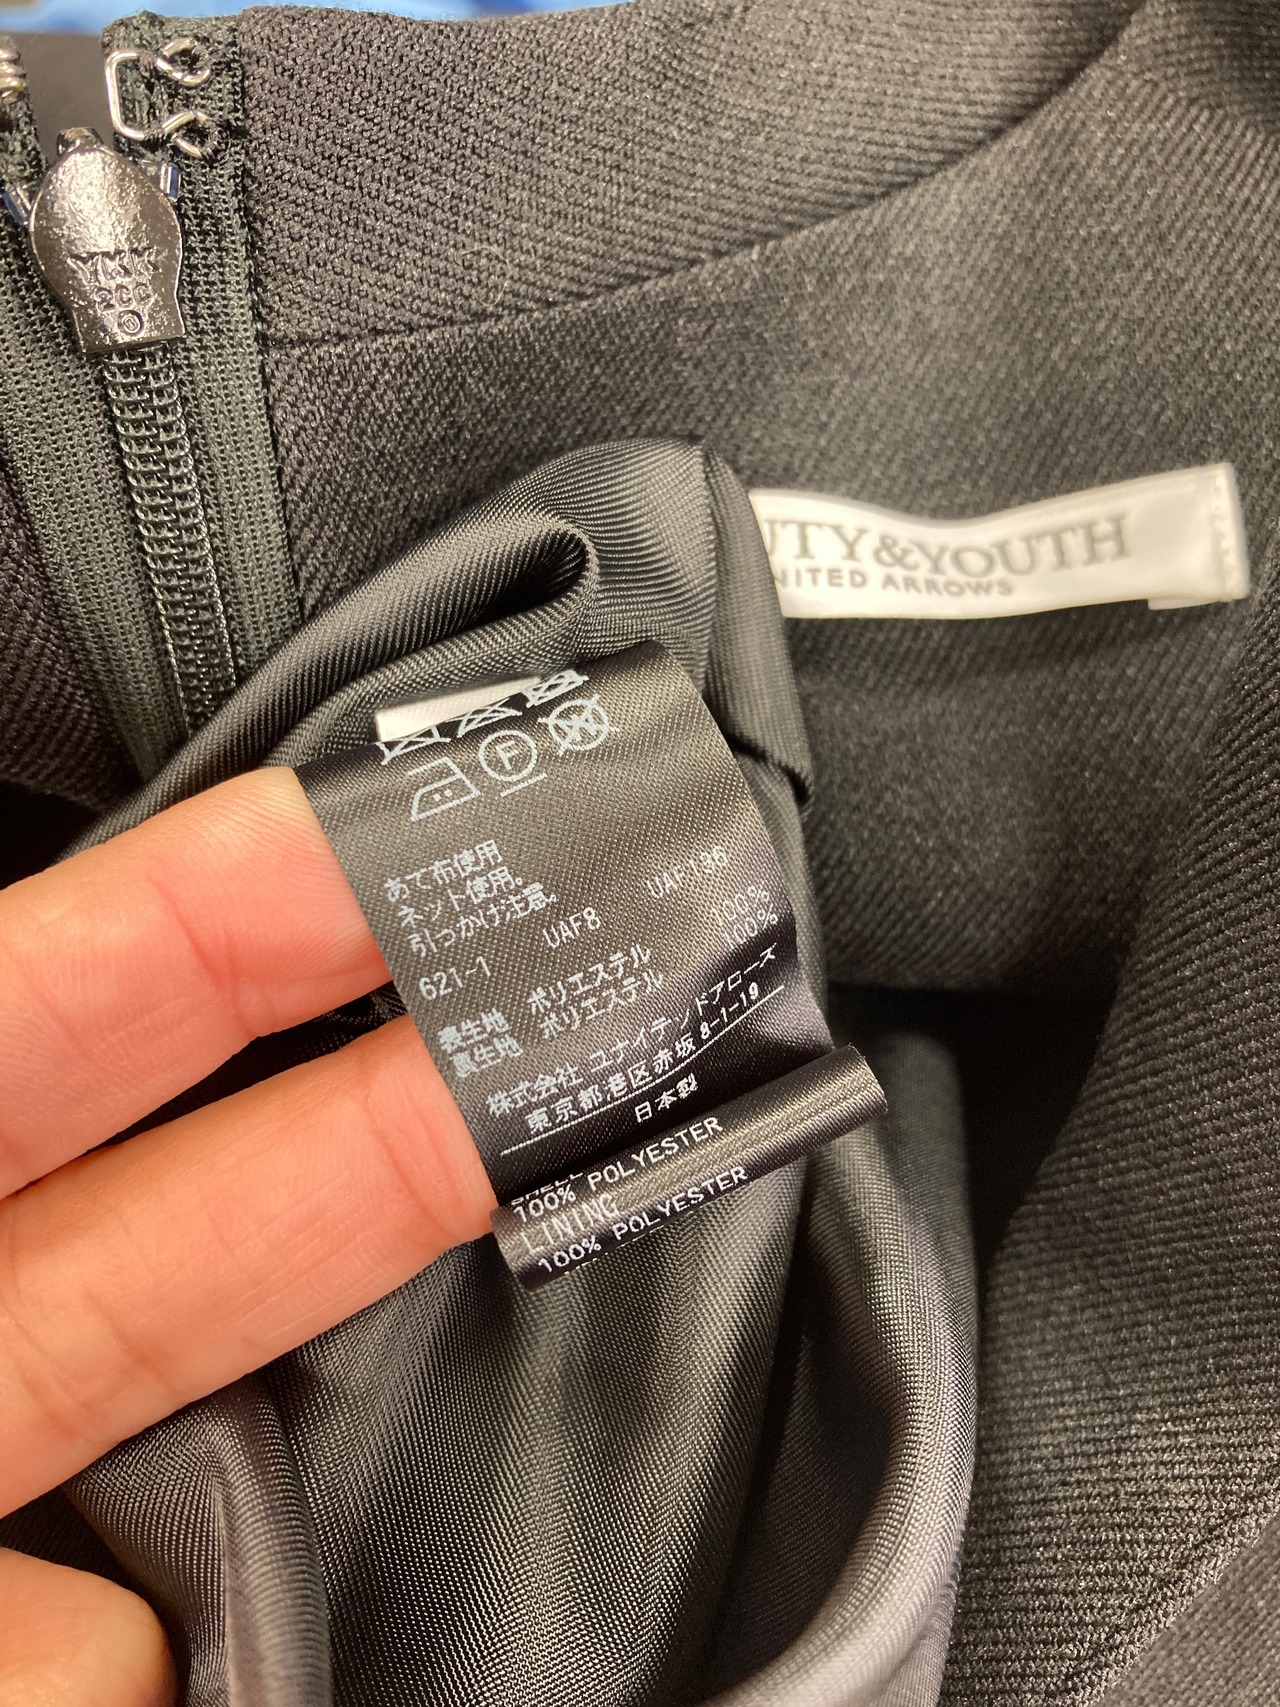 YKK
2CC
UTY&YOUTH
NITED ARROWS
F
W
あて布使用
ネット使用。
引っかけ注意。
621-1 UAF8 UAF196
表生地 ポリエステル 100%
裏生地 ポリエステル 100%
株式会社 ユナイテッドアローズ
東京都港区赤坂8-1-19
日本製
SHELL
100% POLYESTER
LINING
100% POLYESTER